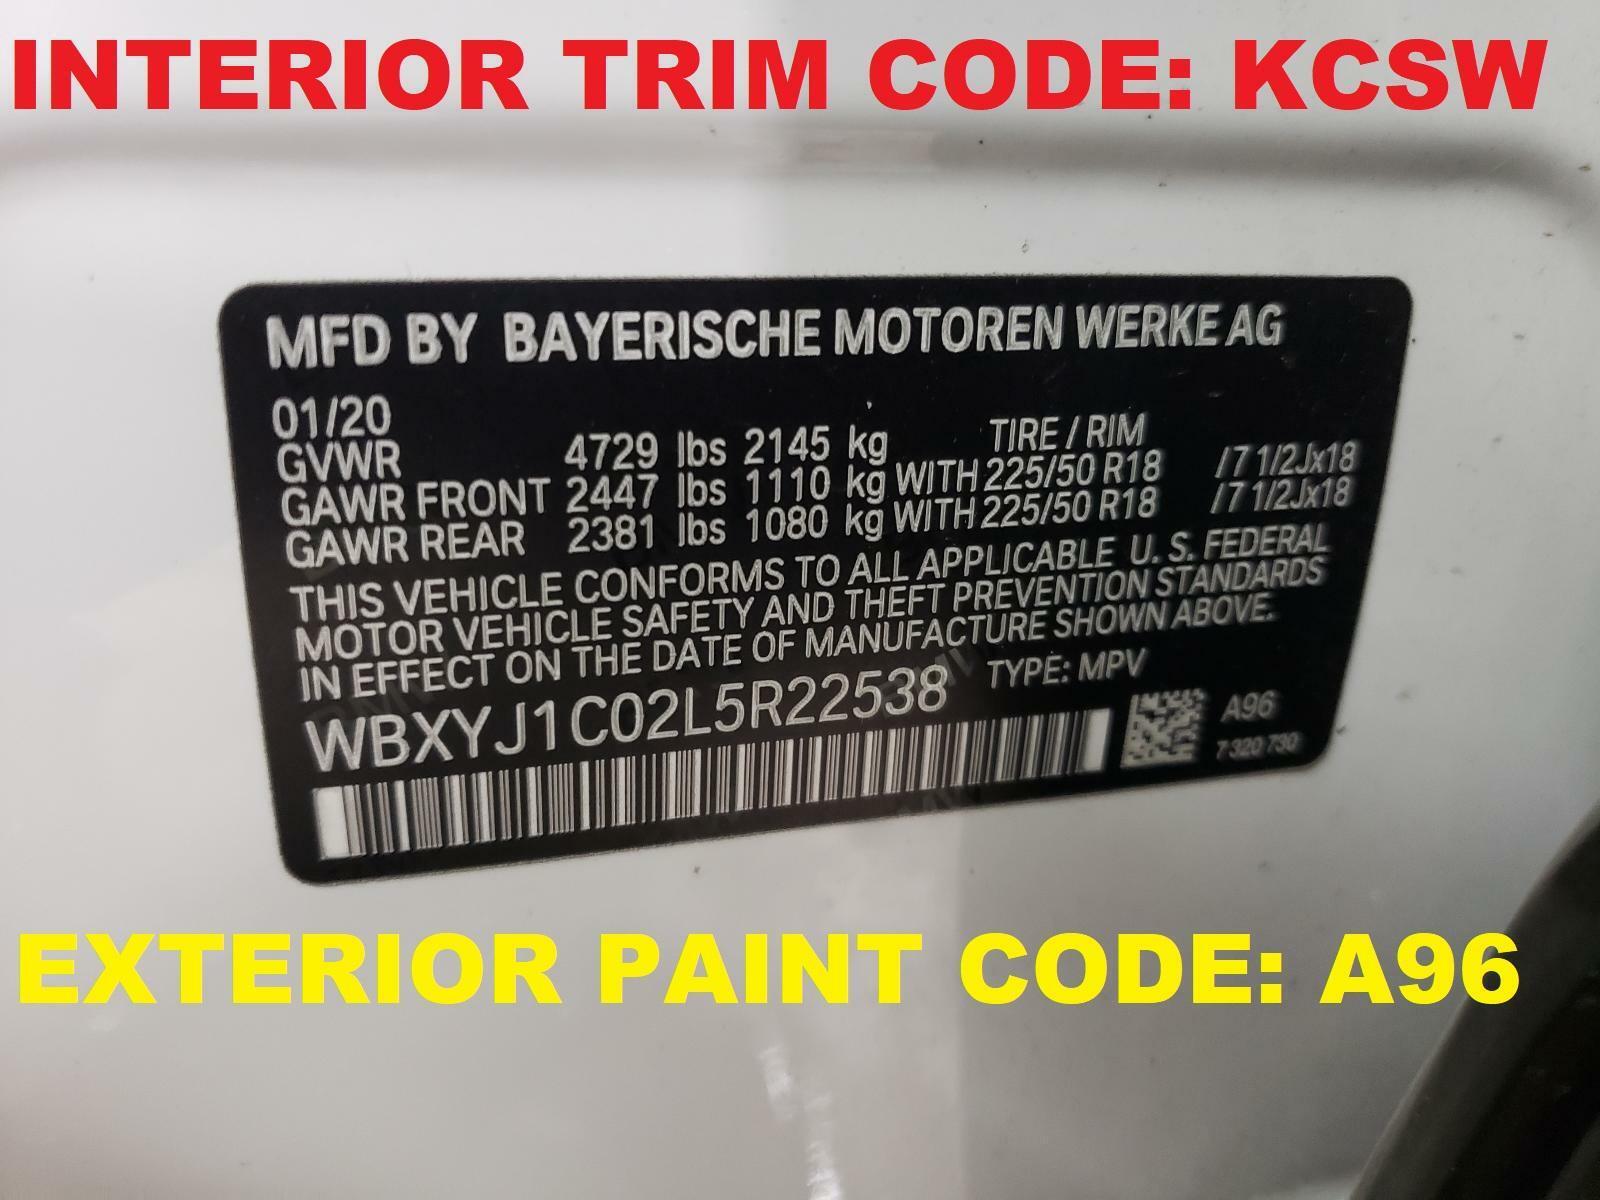 INTERIOR TRIM CODE: KCSW
MFD BY BAYERISCHE MOTOREN WERKE AG
01/20
GVWR 4729 lbs 2145 kg TIRE / RIM
GAWR FRONT 2447 lbs 1110 kg WITH 225/50 R18 /7 1/2Jx18
GAWR REAR 2381 lbs 1080 kg WITH 225/50 R18 /7 1/2Jx18
THIS VEHICLE CONFORMS TO ALL APPLICABLE U. S. FEDERAL
MOTOR VEHICLE SAFETY AND THEFT PREVENTION STANDARDS
IN EFFECT ON THE DATE OF MANUFACTURE SHOWN ABOVE.
WBXYJ1C02L5R22538 TYPE: MPV
A96
7 320 730
EXTERIOR PAINT CODE: A96